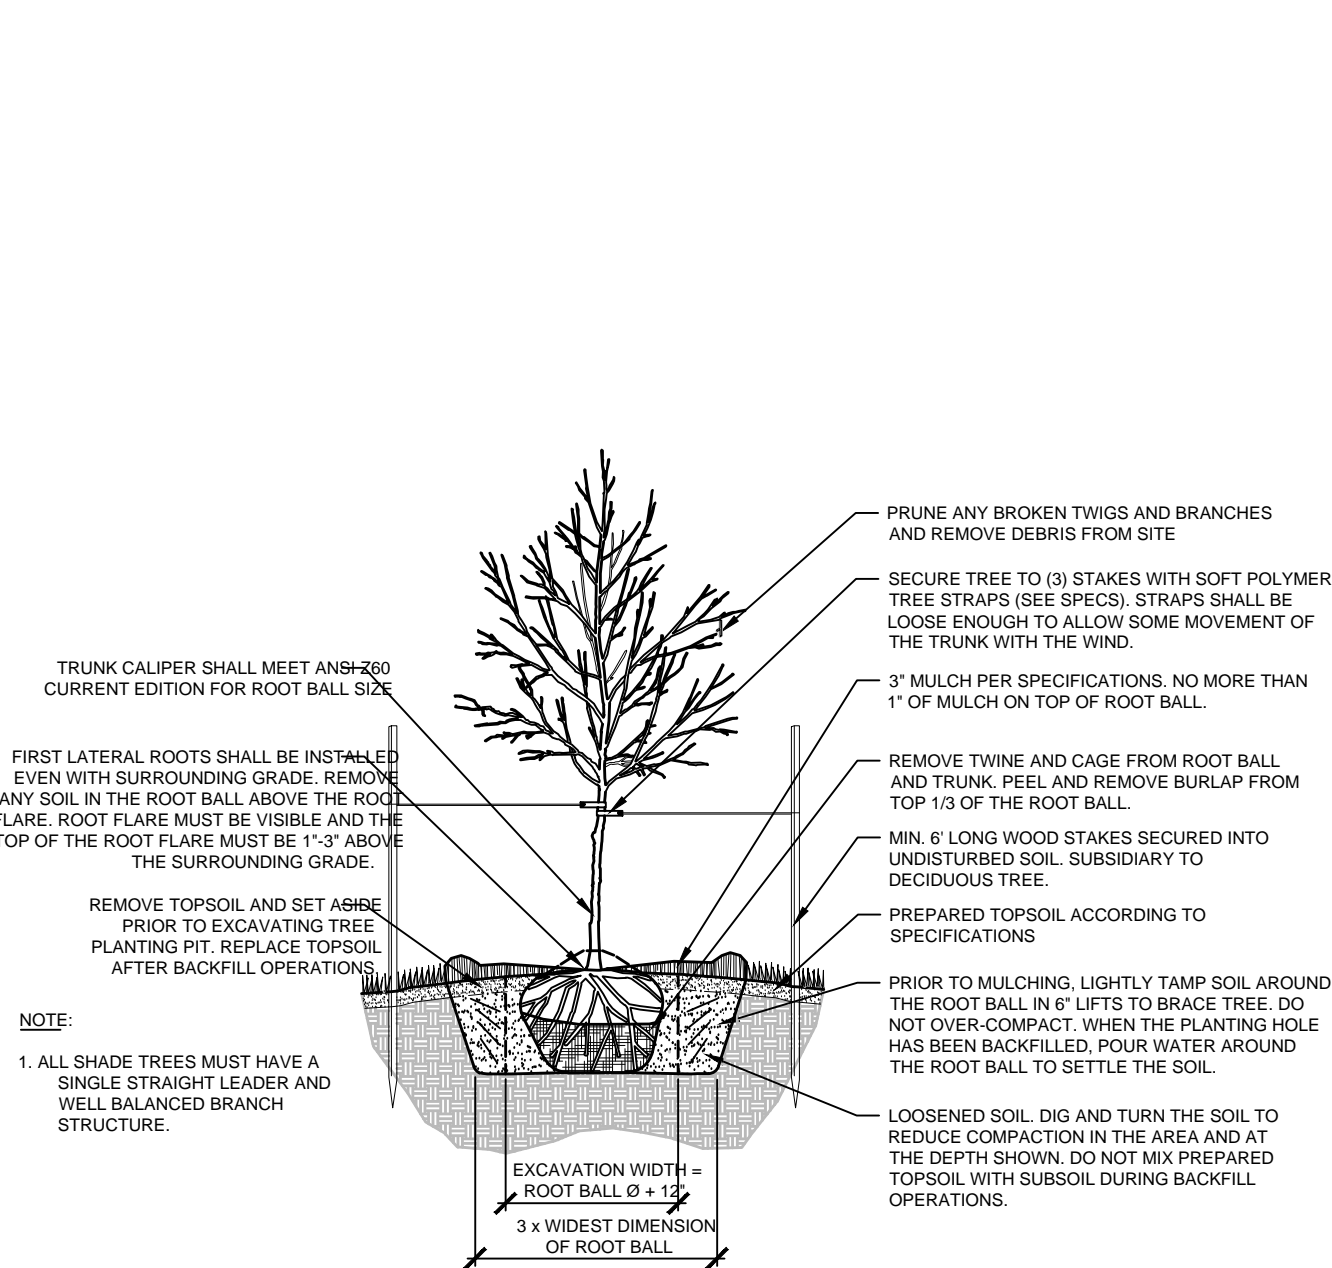 TRUNK CALIPER SHALL MEET ANSI Z60
CURRENT EDITION FOR ROOT BALL SIZE
FIRST LATERAL ROOTS SHALL BE INSTALLED
EVEN WITH SURROUNDING GRADE. REMOVE
ANY SOIL IN THE ROOT BALL ABOVE THE ROOT
FLARE. ROOT FLARE MUST BE VISIBLE AND THE
TOP OF THE ROOT FLARE MUST BE 1"-3" ABOVE
THE SURROUNDING GRADE.
REMOVE TOPSOIL AND SET ASIDE
PRIOR TO EXCAVATING TREE
PLANTING PIT. REPLACE TOPSOIL
AFTER BACKFILL OPERATIONS.
NOTE:
1. ALL SHADE TREES MUST HAVE A
SINGLE STRAIGHT LEADER AND
WELL BALANCED BRANCH
STRUCTURE.
PRUNE ANY BROKEN TWIGS AND BRANCHES
AND REMOVE DEBRIS FROM SITE
SECURE TREE TO (3) STAKES WITH SOFT POLYMER
TREE STRAPS (SEE SPECS). STRAPS SHALL BE
LOOSE ENOUGH TO ALLOW SOME MOVEMENT OF
THE TRUNK WITH THE WIND.
3" MULCH PER SPECIFICATIONS. NO MORE THAN
1" OF MULCH ON TOP OF ROOT BALL.
REMOVE TWINE AND CAGE FROM ROOT BALL
AND TRUNK. PEEL AND REMOVE BURLAP FROM
TOP 1/3 OF THE ROOT BALL.
MIN. 6' LONG WOOD STAKES SECURED INTO
UNDISTURBED SOIL. SUBSIDIARY TO
DECIDUOUS TREE.
PREPARED TOPSOIL ACCORDING TO
SPECIFICATIONS
PRIOR TO MULCHING, LIGHTLY TAMP SOIL AROUND
THE ROOT BALL IN 6" LIFTS TO BRACE TREE. DO
NOT OVER-COMPACT. WHEN THE PLANTING HOLE
HAS BEEN BACKFILLED, POUR WATER AROUND
THE ROOT BALL TO SETTLE THE SOIL.
LOOSENED SOIL. DIG AND TURN THE SOIL TO
REDUCE COMPACTION IN THE AREA AND AT
THE DEPTH SHOWN. DO NOT MIX PREPARED
TOPSOIL WITH SUBSOIL DURING BACKFILL
OPERATIONS.
EXCAVATION WIDTH =
ROOT BALL Ø + 12"
3 x WIDEST DIMENSION
OF ROOT BALL